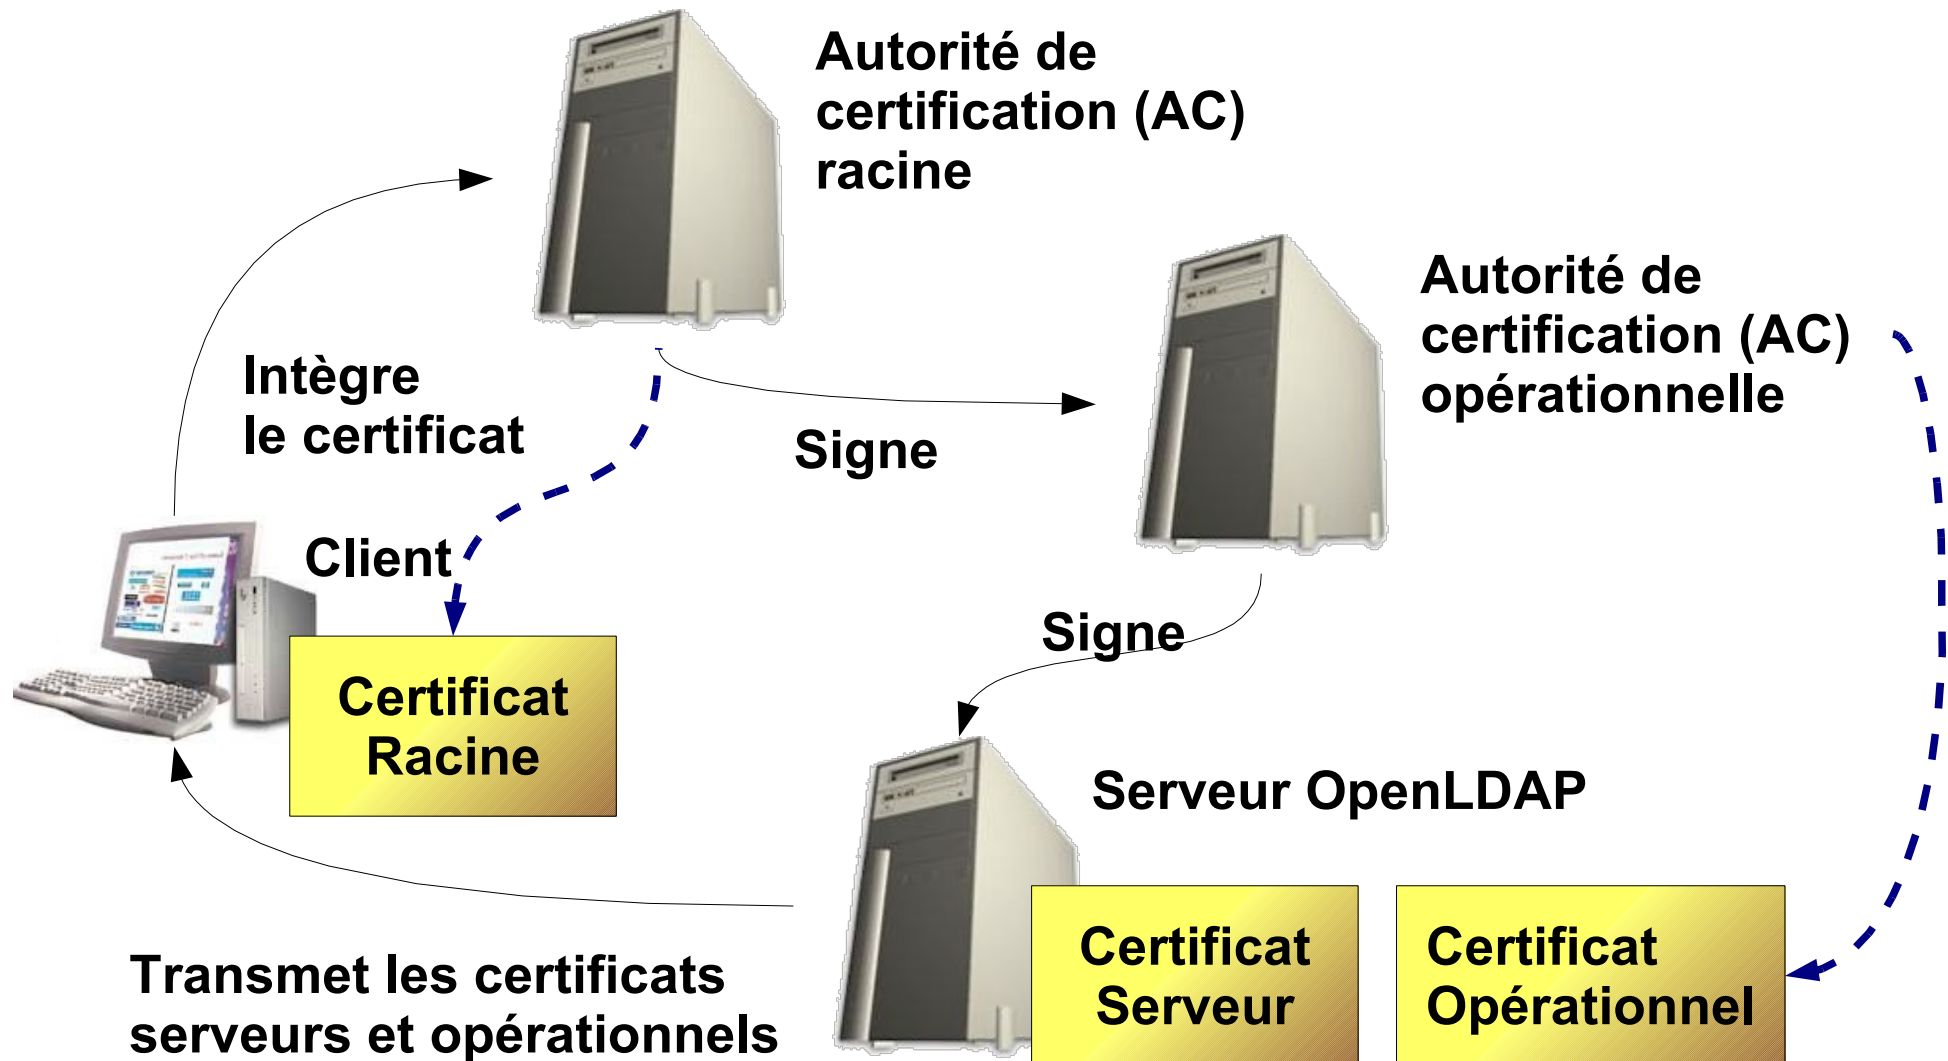 Autorité de
certification (AC)
racine
Autorité de
certification (AC)
opérationnelle
Intègre
le certificat
Signe
Client
Signe
Certificat
Racine
Serveur OpenLDAP
Certificat
Serveur
Certificat
Opérationnel
Transmet les certificats
serveurs et opérationnels